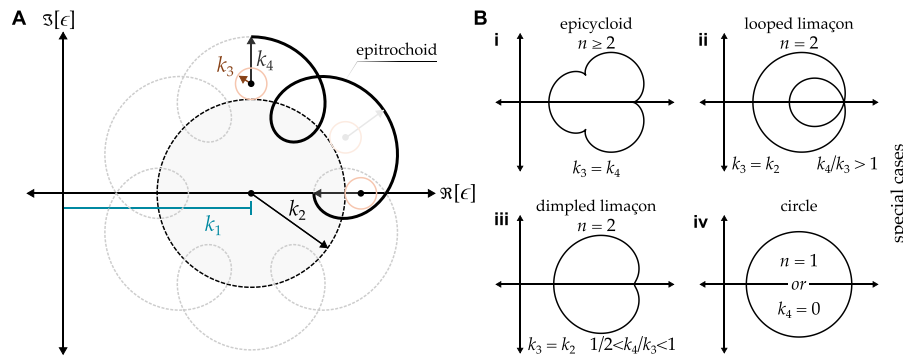 A
ℑ[ϵ]
k₃
k₄
epitrochoid
ℜ[ϵ]
k₂
k₁
B
i
epicycloid
n ≥ 2
k₃ = k₄
ii
looped limaçon
n = 2
k₃ = k₂
k₄/k₃ > 1
iii
dimpled limaçon
n = 2
k₃ = k₂
1/2<k₄/k₃<1
iv
circle
n = 1
or
k₄ = 0
special cases